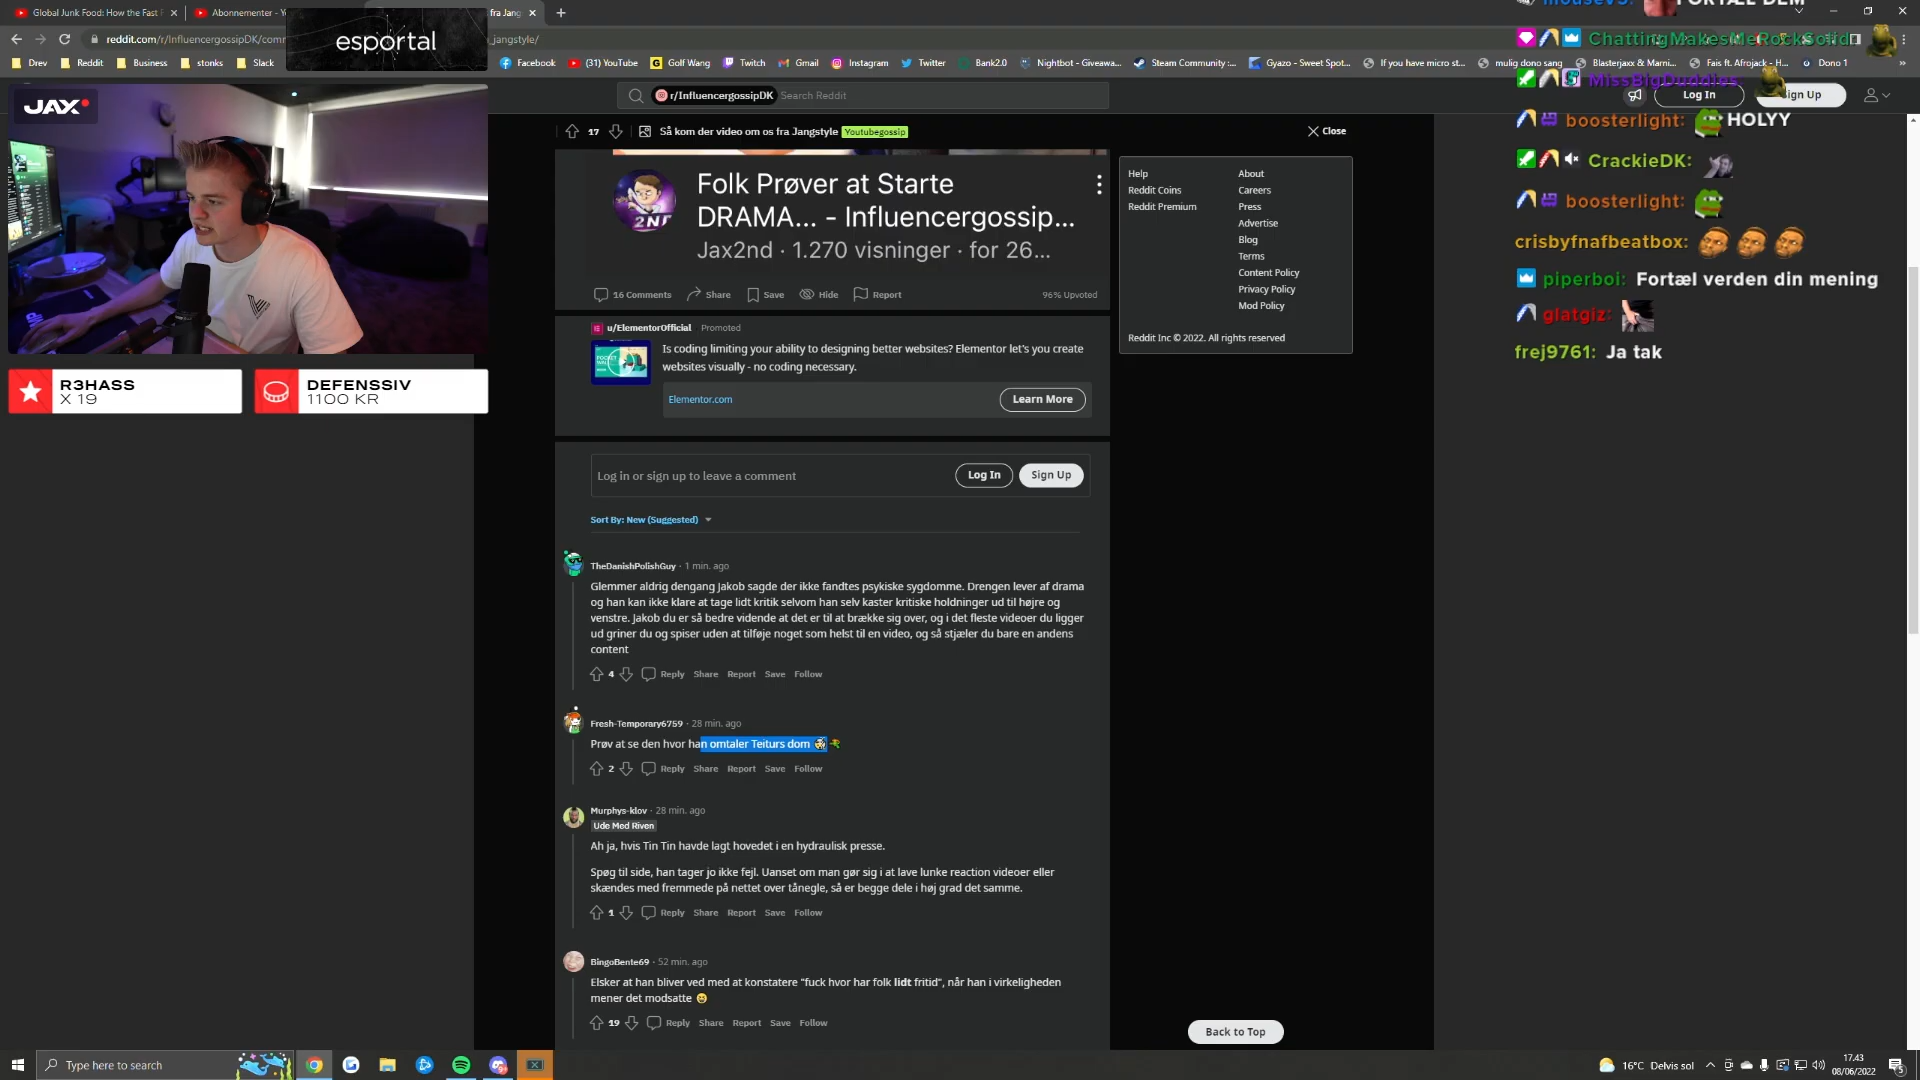 Global Junk Food: How the Fast F
Abonnementer - Y
fra Jang
reddit.com/r/InfluencergossipDK/com
_jangstyle/
esportal
Drev
Reddit
Business
stonks
Slack
Facebook
(31) YouTube
Golf Wang
Twitch
Gmail
Instagram
Twitter
Bank2.0
Nightbot - Giveawa...
Steam Community :...
Gyazo - Sweet Spot...
If you have micro st...
mulig dono sang
Blasterjaxx & Marni...
Fais ft. Afrojack - H...
Dono 1
JAX
r/InfluencergossipDK Search Reddit
Log In
Sign Up
17 Så kom der video om os fra Jangstyle Youtubegossip
Close
Folk Prøver at Starte
DRAMA... - Influencergossip...
Jax2nd · 1.270 visninger · for 26...
2ND
16 Comments Share Save Hide Report 96% Upvoted
Help
About
Reddit Coins
Careers
Reddit Premium
Press
Advertise
Blog
Terms
Content Policy
Privacy Policy
Mod Policy
Reddit Inc © 2022. All rights reserved
u/ElementorOfficial Promoted
Is coding limiting your ability to designing better websites? Elementor let's you create
websites visually - no coding necessary.
Elementor.com
Learn More
R3HASS
X 19
DEFENSSIV
1100 KR
Log in or sign up to leave a comment
Log In
Sign Up
Sort By: New (Suggested)
TheDanishPolishGuy · 1 min. ago
Glemmer aldrig dengang Jakob sagde der ikke fandtes psykiske sygdomme. Drengen lever af drama
og han kan ikke klare at tage lidt kritik selvom han selv kaster kritiske holdninger ud til højre og
venstre. Jakob du er så bedre vidende at det er til at brække sig over, og i det fleste videoer du ligger
ud griner du og spiser uden at tilføje noget som helst til en video, og så stjæler du bare en andens
content
4 Reply Share Report Save Follow
Fresh-Temporary6759 · 28 min. ago
Prøv at se den hvor han omtaler Teiturs dom
2 Reply Share Report Save Follow
Murphys-klov · 28 min. ago
Ude Med Riven
Ah ja, hvis Tin Tin havde lagt hovedet i en hydraulisk presse.
Spøg til side, han tager jo ikke fejl. Uanset om man gør sig i at lave lunke reaction videoer eller
skændes med fremmede på nettet over tånegle, så er begge dele i høj grad det samme.
1 Reply Share Report Save Follow
BingoBente69 · 52 min. ago
Elsker at han bliver ved med at konstatere "fuck hvor har folk lidt fritid", når han i virkeligheden
mener det modsatte 😆
19 Reply Share Report Save Follow
Back to Top
ChattingMakesMeRockSolid
MissBigDuddies:
boosterlight: HOLYY
CrackieDK:
boosterlight:
crisbyfnafbeatbox:
piperboi: Fortæl verden din mening
glatgiz:
frej9761: Ja tak
Type here to search
16°C Delvis sol
17.43
08/06/2022